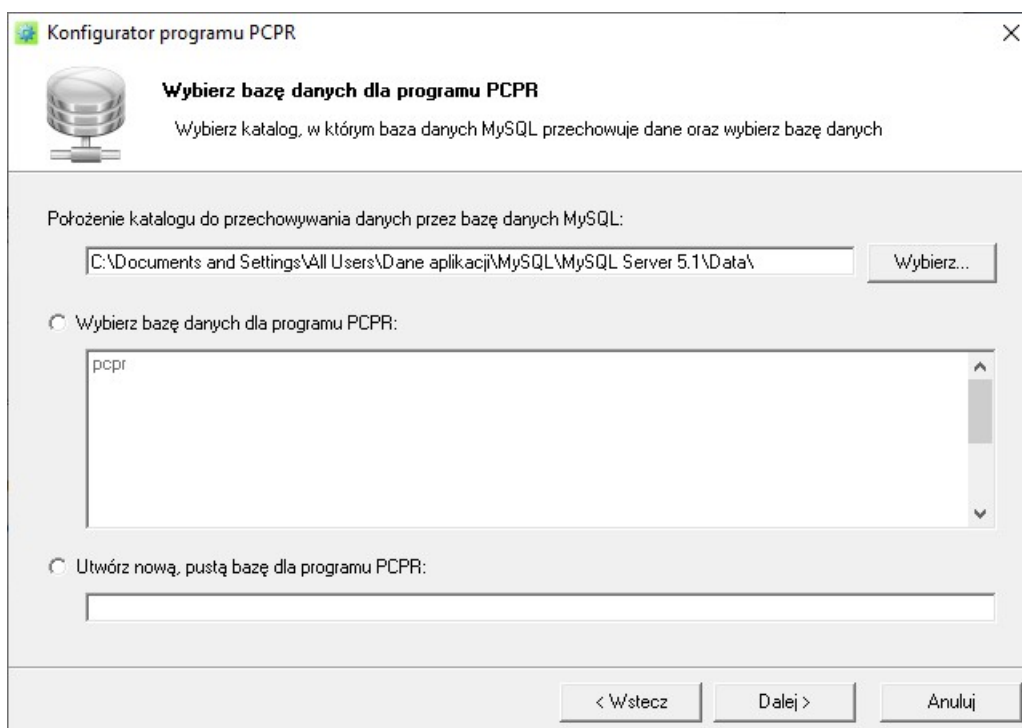 Konfigurator programu PCPR
Wybierz bazę danych dla programu PCPR
Wybierz katalog, w którym baza danych MySQL przechowuje dane oraz wybierz bazę danych
Położenie katalogu do przechowywania danych przez bazę danych MySQL:
C:\Documents and Settings\All Users\Dane aplikacji\MySQL\MySQL Server 5.1\Data\
Wybierz...
Wybierz bazę danych dla programu PCPR:
pcpr
Utwórz nową, pustą bazę dla programu PCPR:
< Wstecz
Dalej >
Anuluj